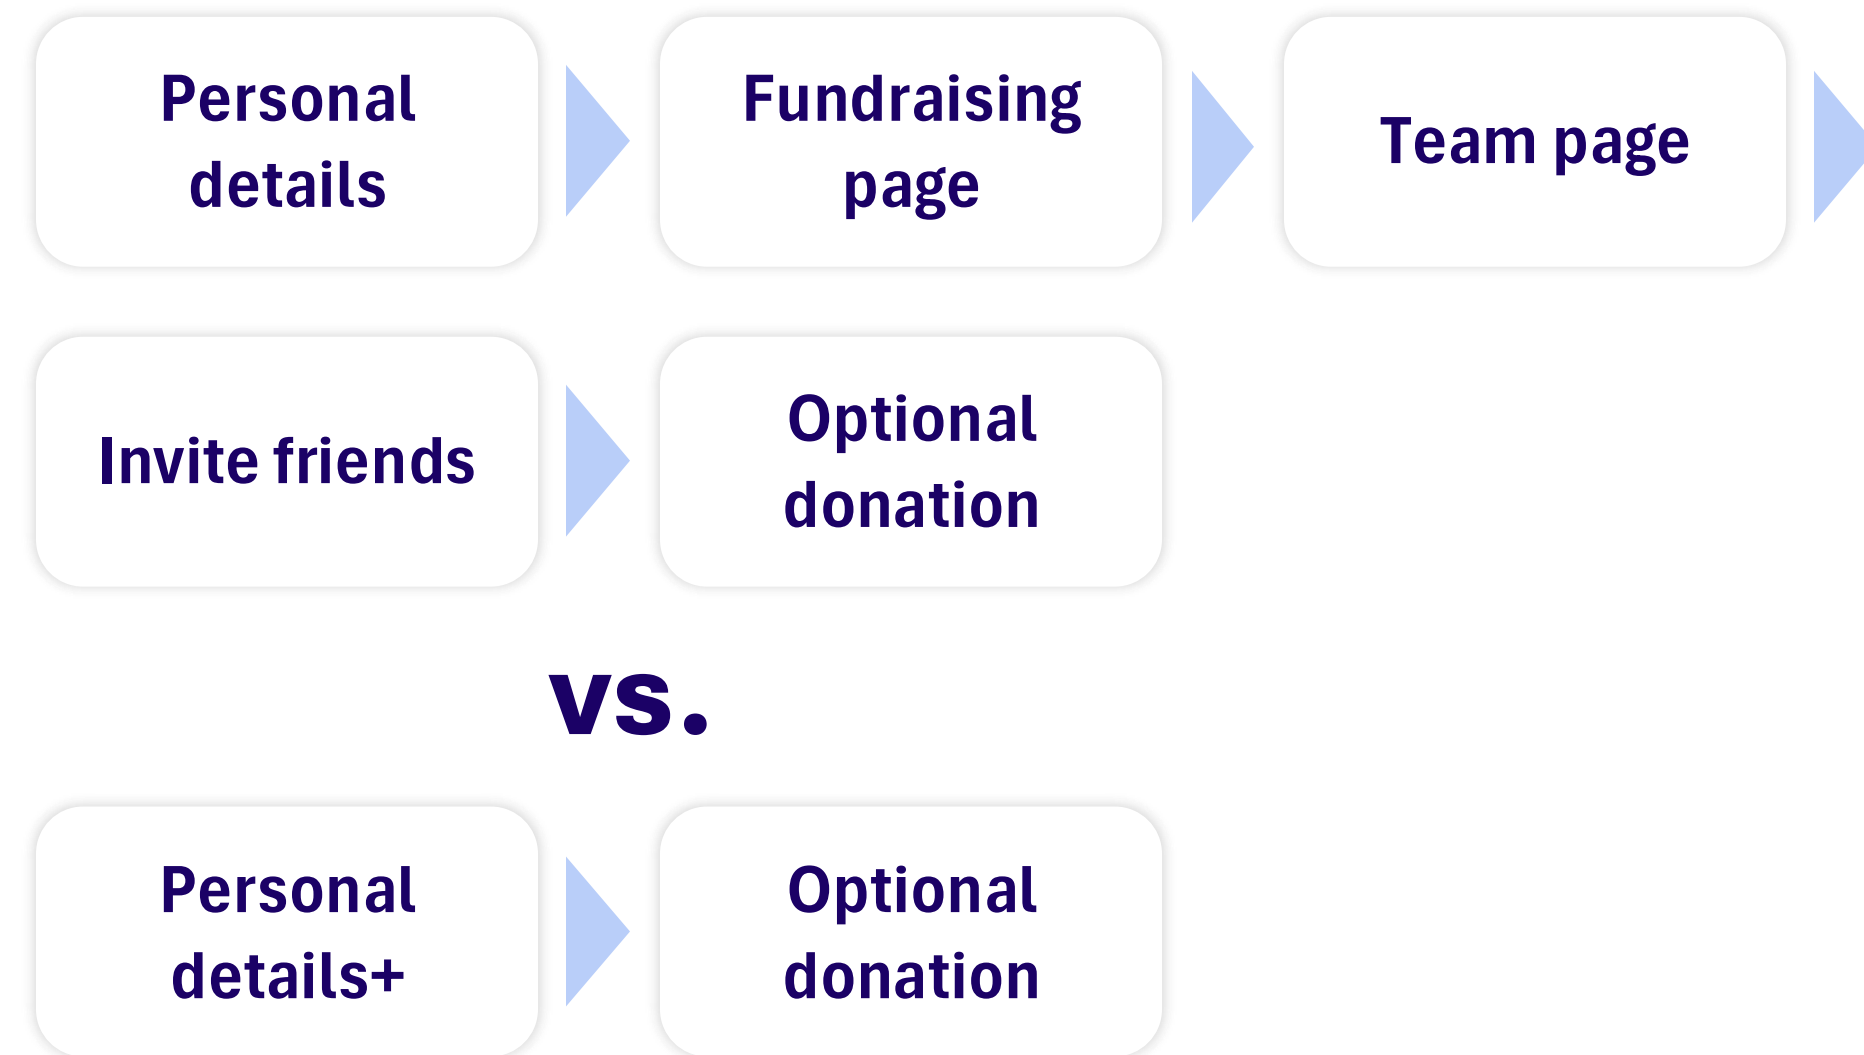 Personal
details
Fundraising
page
Team page
Invite friends
Optional
donation
vs.
Personal
details+
Optional
donation